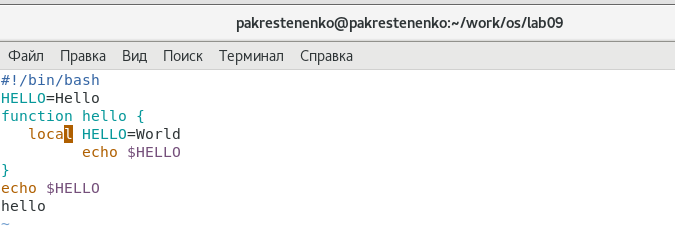 pakrestenenko@pakrestenenko:~/work/os/lab09
Файл Правка Вид Поиск Терминал Справка
#!/bin/bash
HELLO=Hello
function hello {
   local HELLO=World
         echo $HELLO
}
echo $HELLO
hello
~